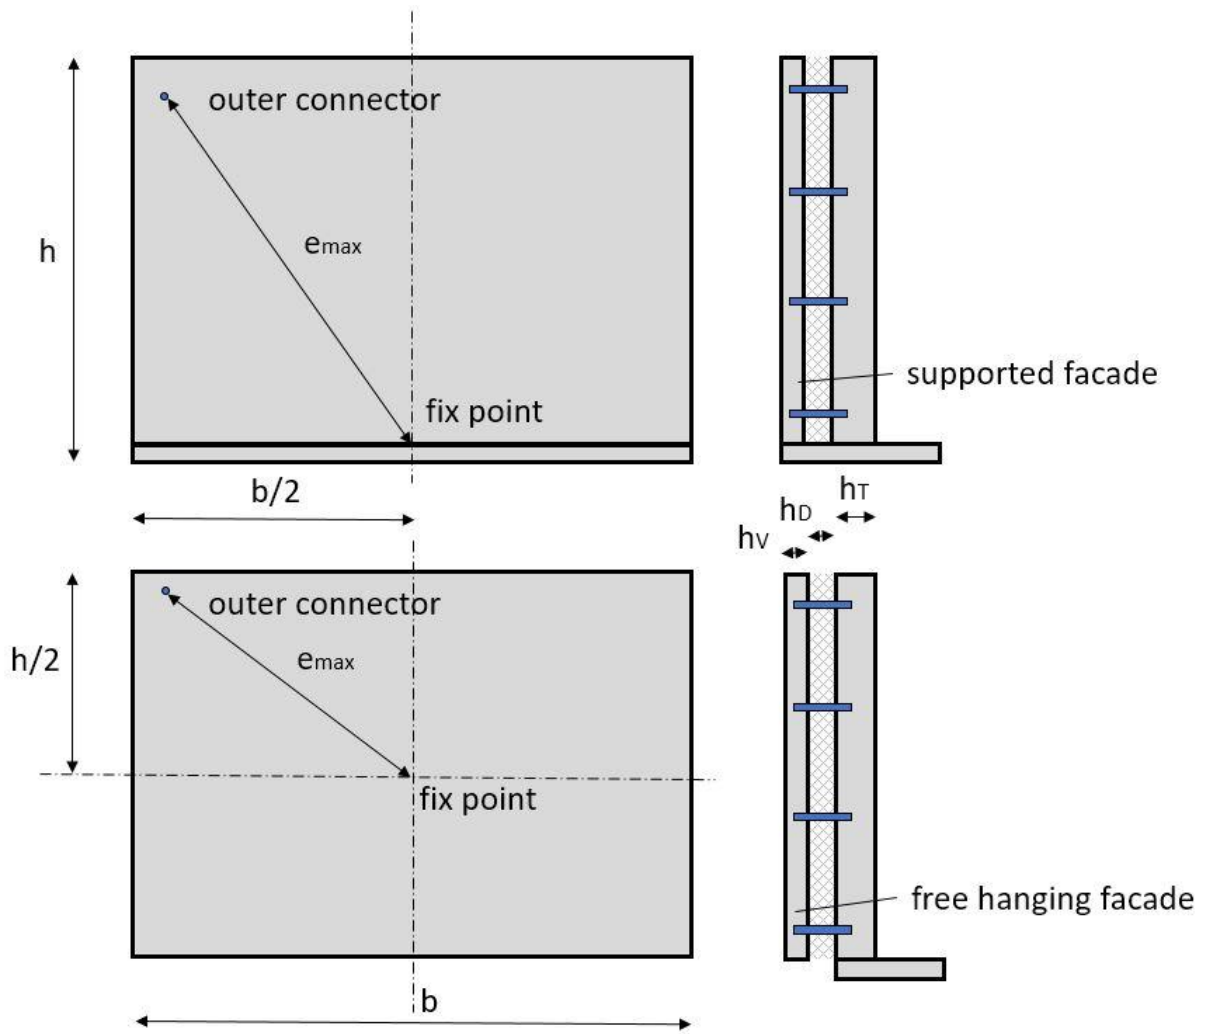 outer connector
h
emax
fix point
supported facade
b/2
hT
hD
hV
outer connector
h/2
emax
fix point
free hanging facade
b